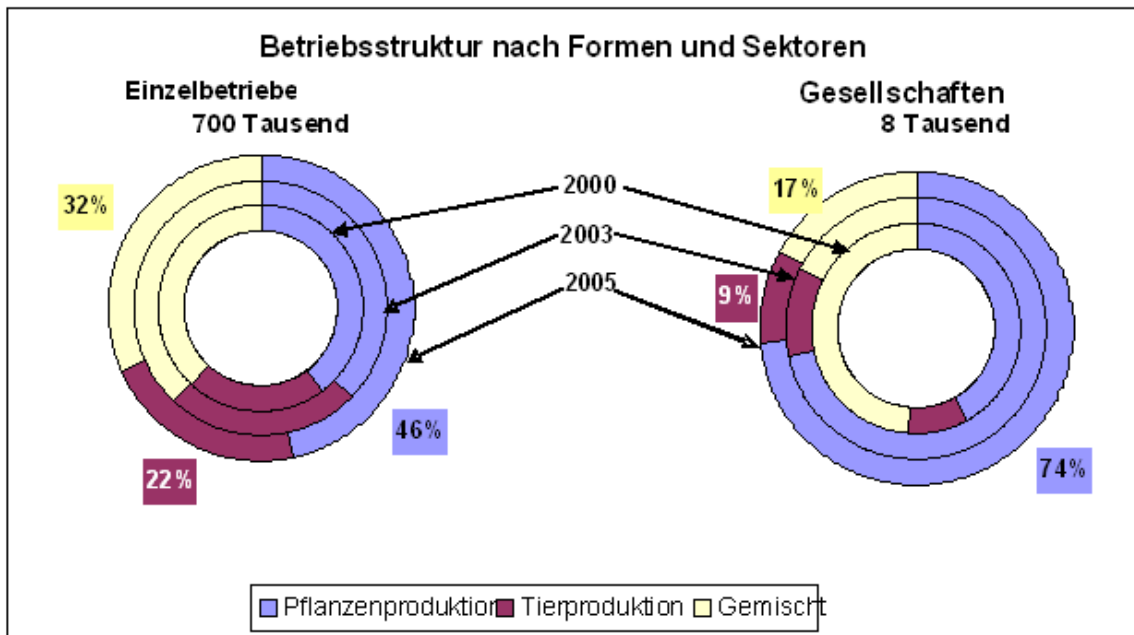 Betriebsstruktur nach Formen und Sektoren
Einzelbetriebe
700 Tausend
Gesellschaften
8 Tausend
32%
2000
17%
2003
2005
9%
46%
22%
74%
Pflanzenproduktion Tierproduktion Gemischt